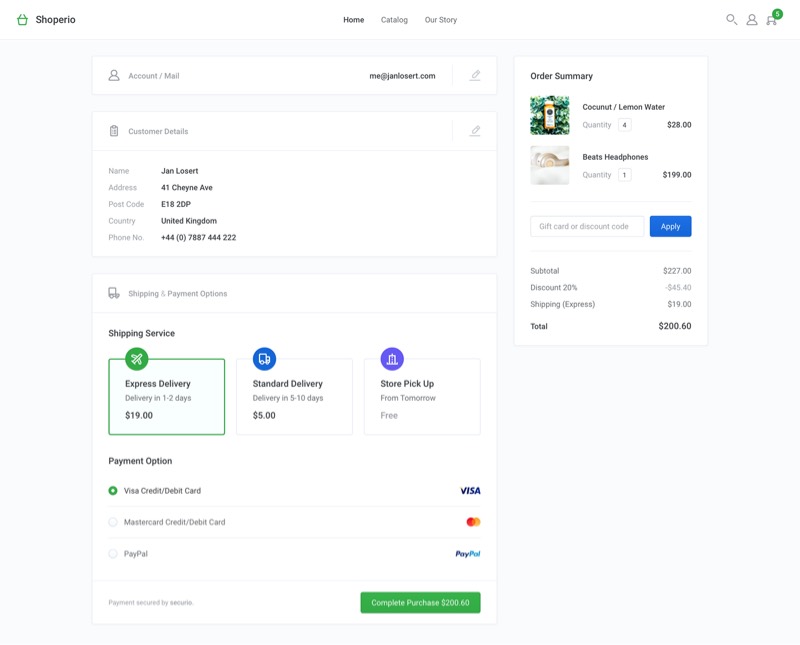 Shoperio
Home Catalog Our Story
5
Account / Mail me@janlosert.com
Customer Details
Name Jan Losert
Address 41 Cheyne Ave
Post Code E18 2DP
Country United Kingdom
Phone No. +44 (0) 7887 444 222
Shipping & Payment Options
Shipping Service
Express Delivery
Delivery in 1-2 days
$19.00
Standard Delivery
Delivery in 5-10 days
$5.00
Store Pick Up
From Tomorrow
Free
Payment Option
Visa Credit/Debit Card VISA
Mastercard Credit/Debit Card
PayPal PayPal
Payment secured by securio. Complete Purchase $200.60
Order Summary
Cocunut / Lemon Water
Quantity 4 $28.00
Beats Headphones
Quantity 1 $199.00
Gift card or discount code Apply
Subtotal $227.00
Discount 20% -$45.40
Shipping (Express) $19.00
Total $200.60